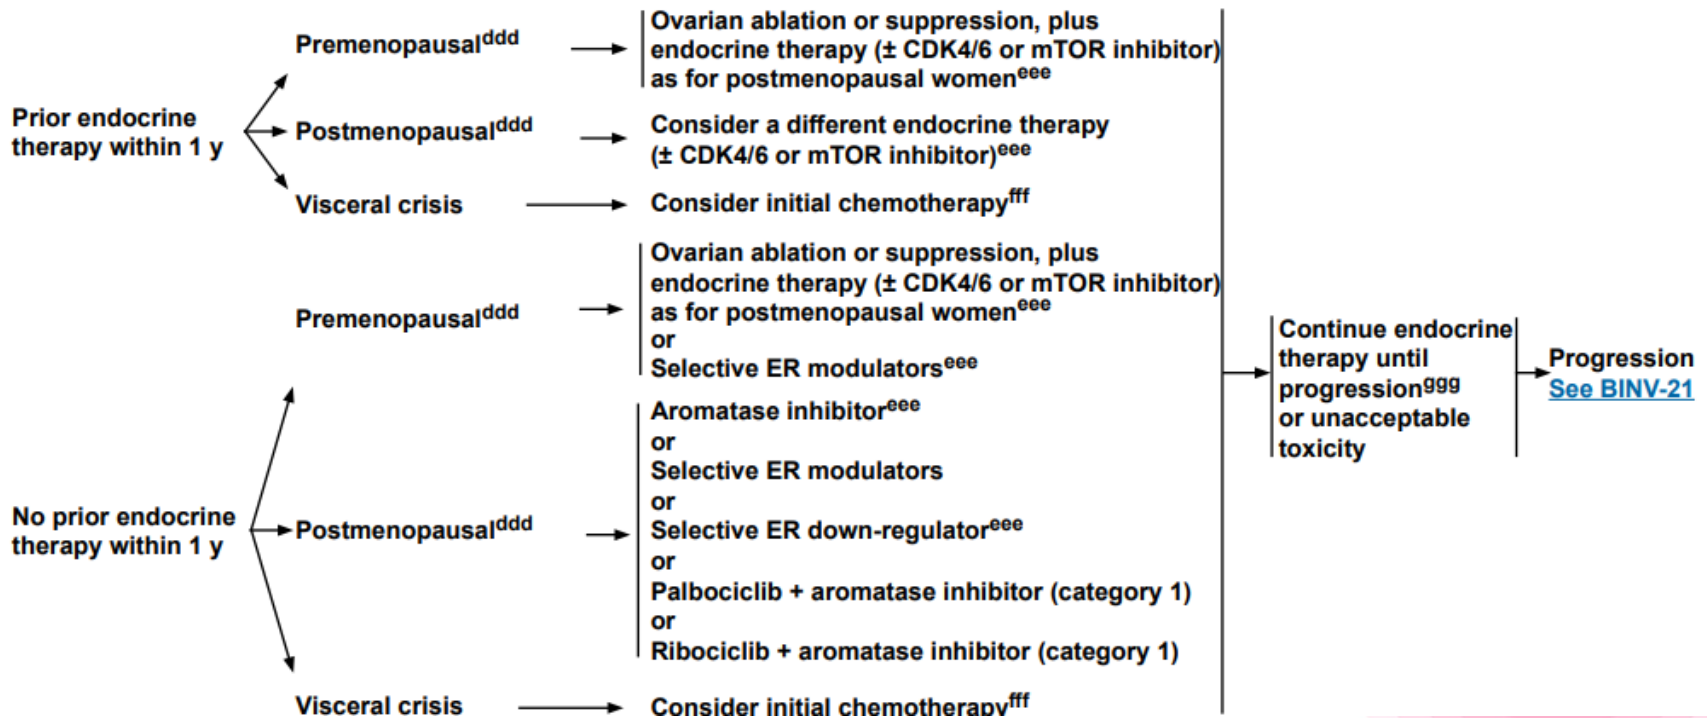 Prior endocrine
therapy within 1 y
Premenopausalddd
Ovarian ablation or suppression, plus
endocrine therapy (± CDK4/6 or mTOR inhibitor)
as for postmenopausal womeneee
Postmenopausalddd
Consider a different endocrine therapy
(± CDK4/6 or mTOR inhibitor)eee
Visceral crisis
Consider initial chemotherapyfff
No prior endocrine
therapy within 1 y
Premenopausalddd
Ovarian ablation or suppression, plus
endocrine therapy (± CDK4/6 or mTOR inhibitor)
as for postmenopausal womeneee
or
Selective ER modulatorseee
Postmenopausalddd
Aromatase inhibitoreee
or
Selective ER modulators
or
Selective ER down-regulatoreee
or
Palbociclib + aromatase inhibitor (category 1)
or
Ribociclib + aromatase inhibitor (category 1)
Visceral crisis
Consider initial chemotherapyfff
Continue endocrine
therapy until
progressionggg
or unacceptable
toxicity
Progression
See BINV-21